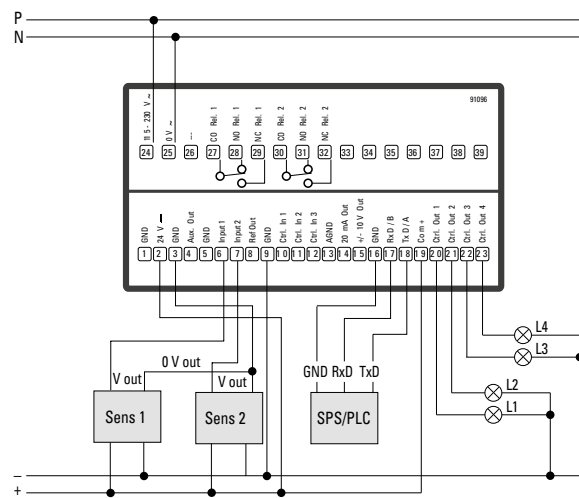 P
N
91096
115 - 230 V ~
0 V ~
---
CO Rel. 1
NO Rel. 1
NC Rel. 1
CO Rel. 2
NO Rel. 2
NC Rel. 2
24 25 26 27 28 29 30 31 32 33 34 35 36 37 38 39
GND
24 V
GND
Aux. Out
GND
Input1
Input2
Ref Out
GND
Ctrl. In 1
Ctrl. In 2
Ctrl. In 3
AGND
20 mA Out
+/- 10 V Out
GND
RxD / B
TxD / A
Com +
Ctrl. Out 1
Ctrl. Out 2
Ctrl. Out 3
Ctrl. Out 4
1 2 3 4 5 6 7 8 9 10 11 12 13 14 15 16 17 18 19 20 21 22 23
L4
L3
0 V out
GND RxD TxD
V out
V out
L2
L1
Sens 1
Sens 2
SPS/PLC
–
+